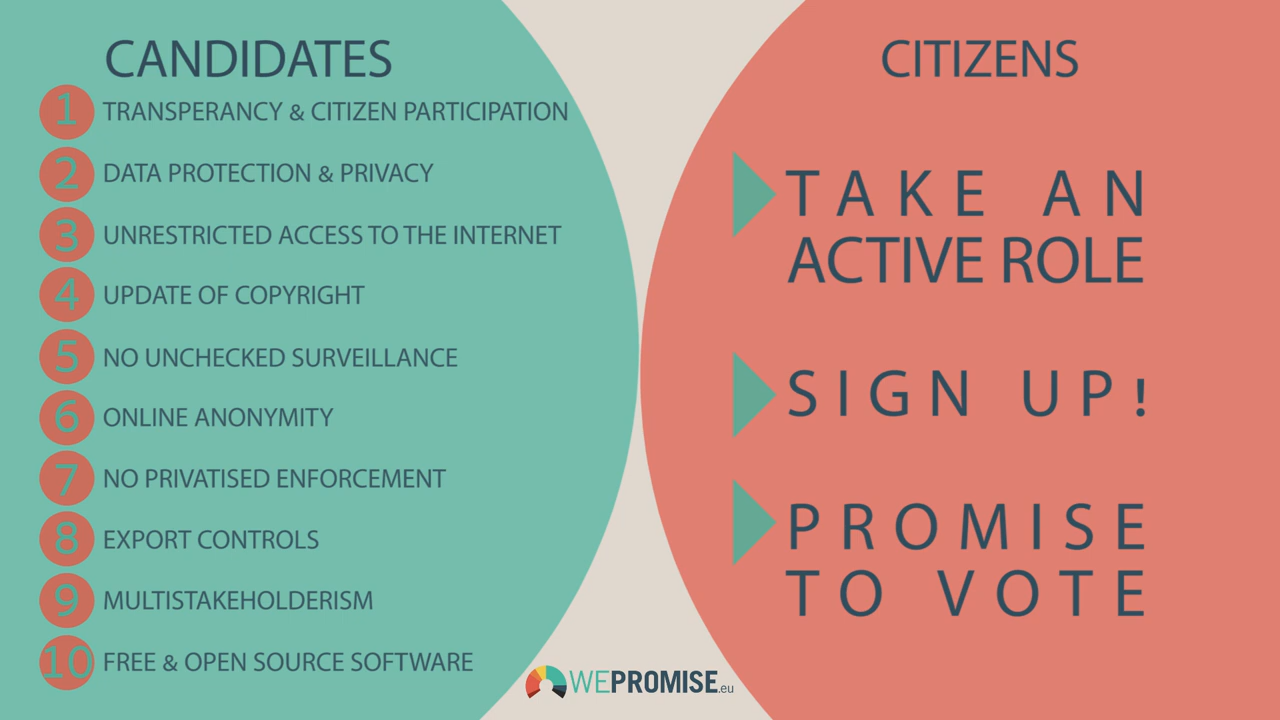 CANDIDATES
1 TRANSPERANCY & CITIZEN PARTICIPATION
2 DATA PROTECTION & PRIVACY
3 UNRESTRICTED ACCESS TO THE INTERNET
4 UPDATE OF COPYRIGHT
5 NO UNCHECKED SURVEILLANCE
6 ONLINE ANONYMITY
7 NO PRIVATISED ENFORCEMENT
8 EXPORT CONTROLS
9 MULTISTAKEHOLDERISM
10 FREE & OPEN SOURCE SOFTWARE
CITIZENS
TAKE AN
ACTIVE ROLE
SIGN UP!
PROMISE
TO VOTE
WEPROMISE.eu